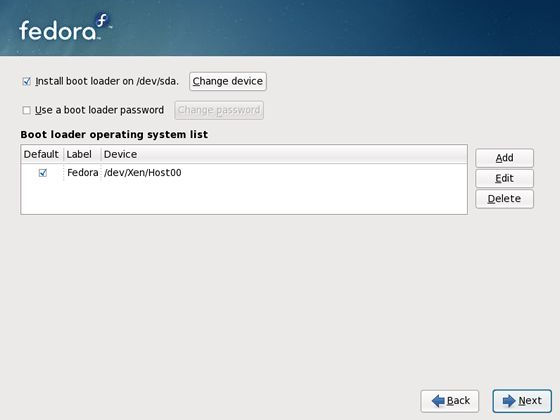 fedora
Install boot loader on /dev/sda. Change device
Use a boot loader password Change password
Boot loader operating system list
Default Label Device
Fedora /dev/Xen/Host00
Add
Edit
Delete
Back Next